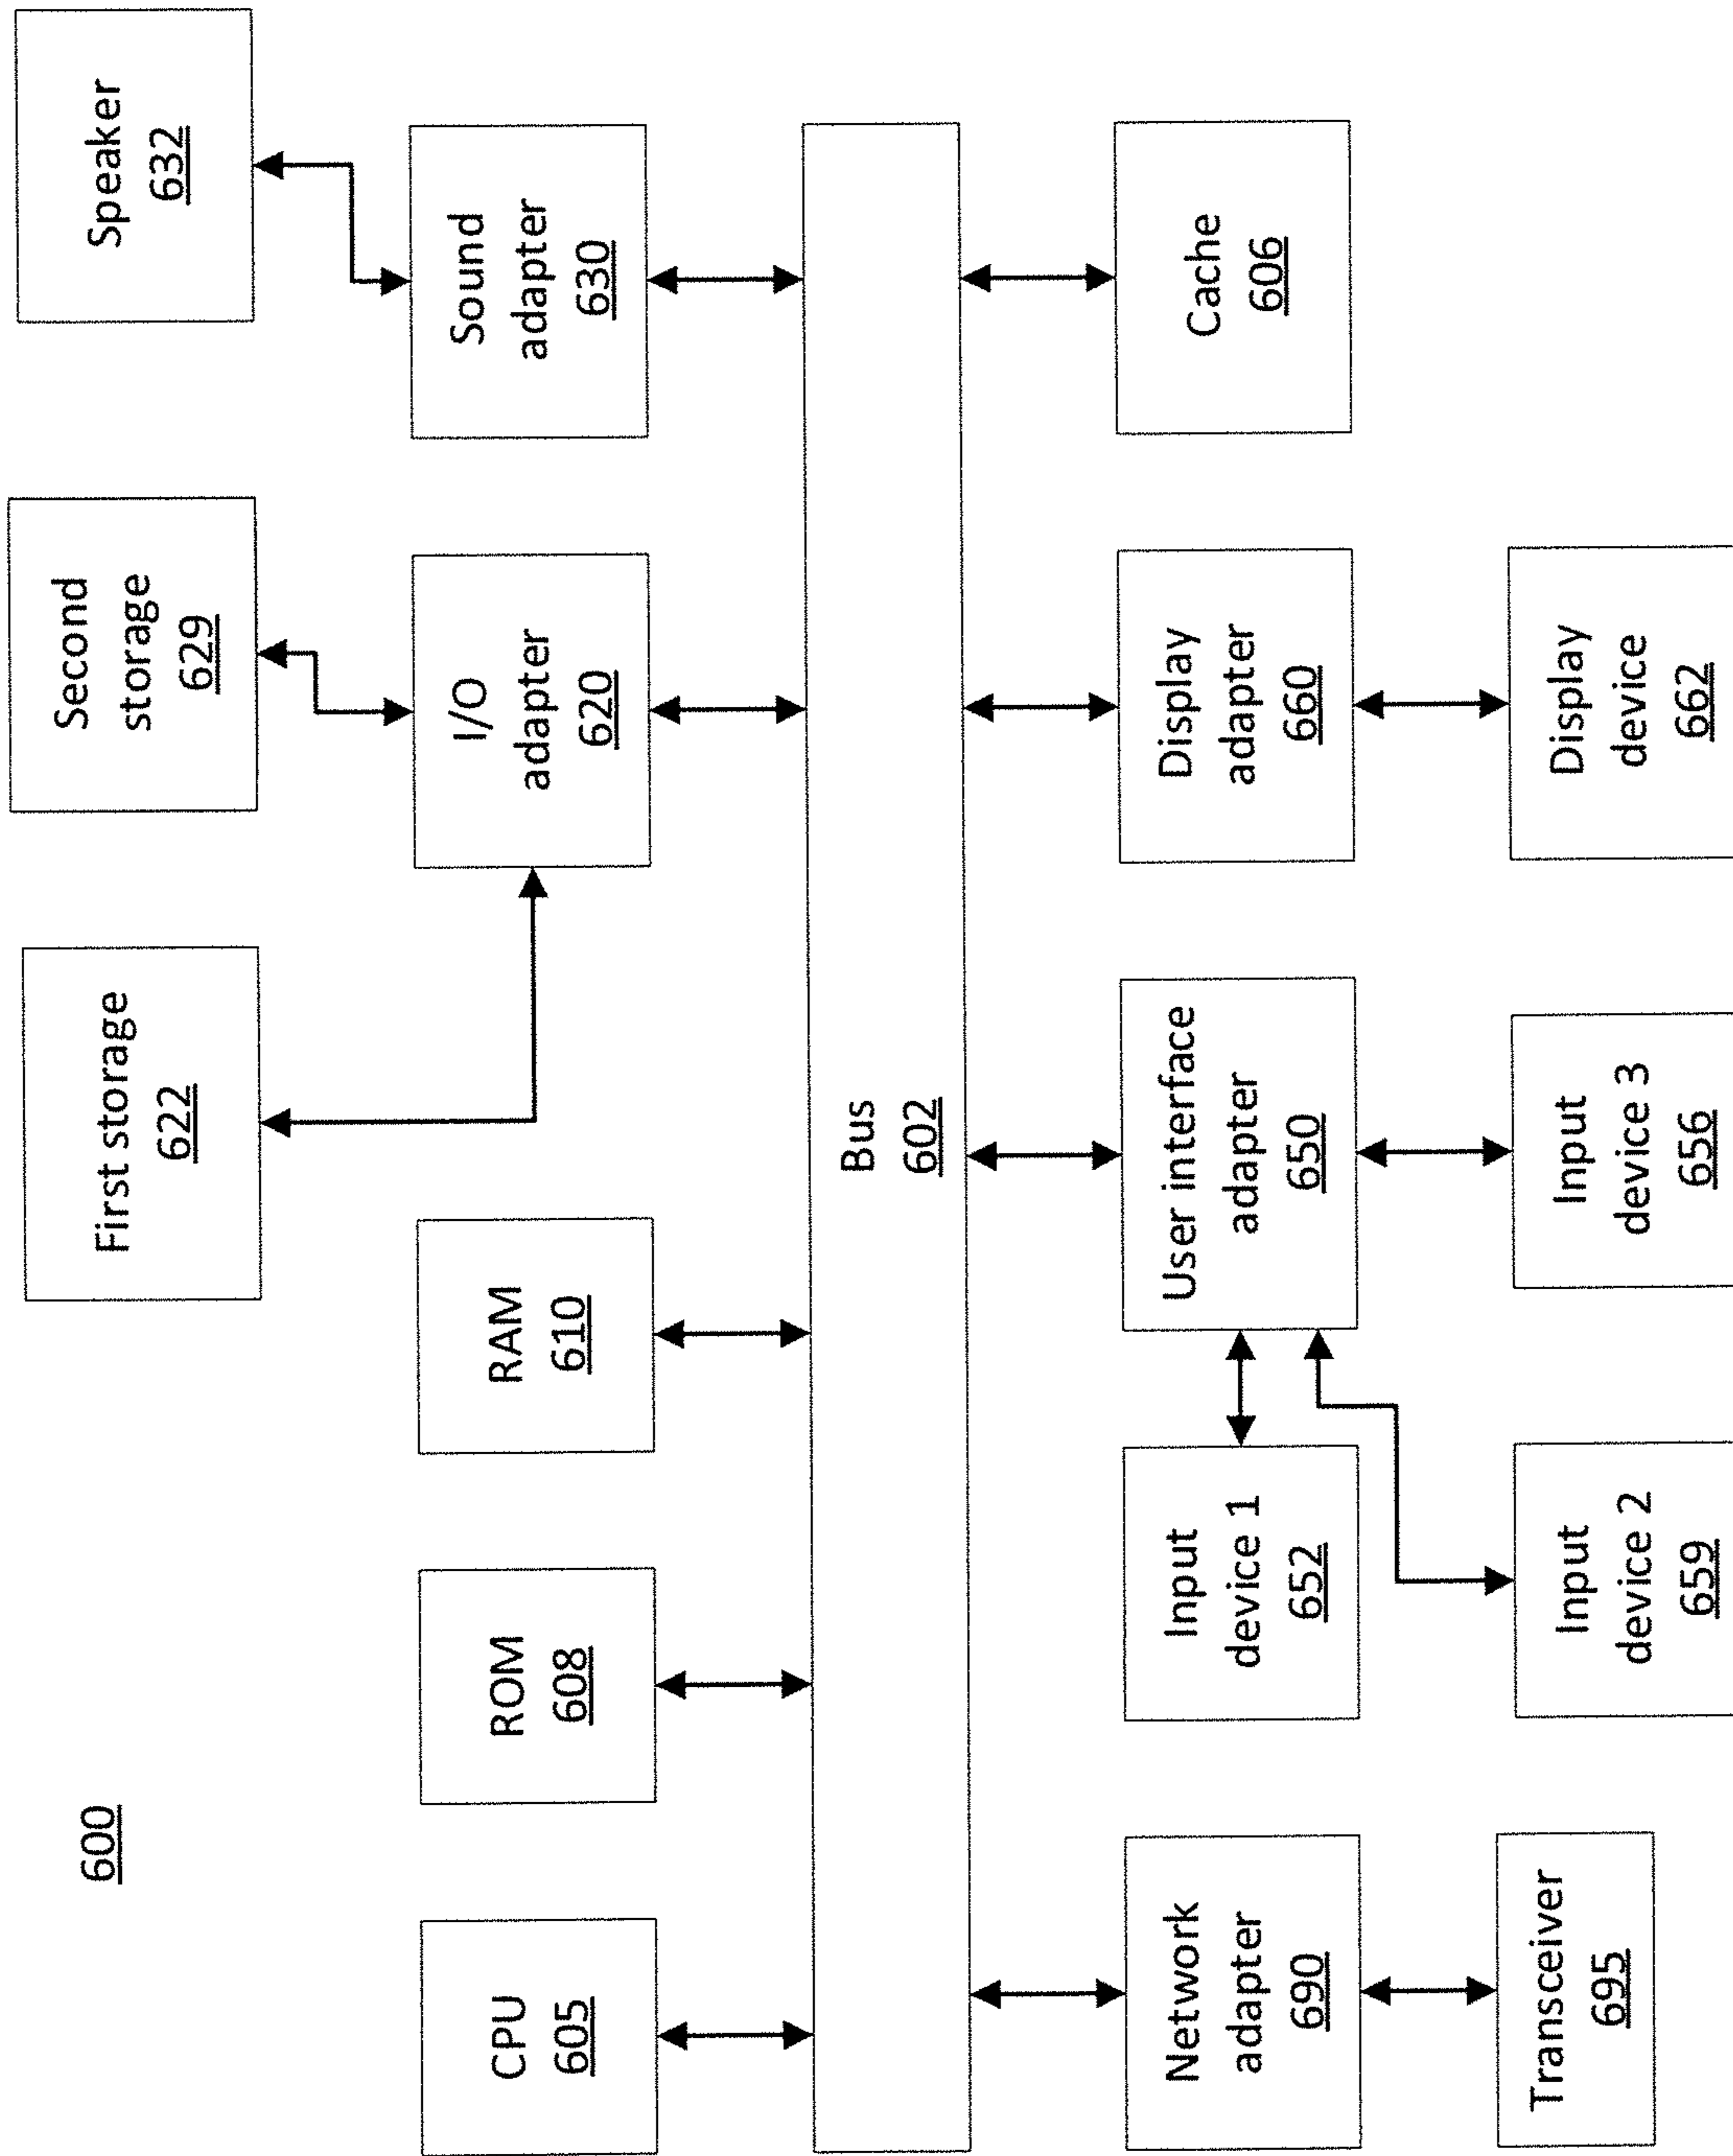 600
First storage
622
Second
storage
629
Speaker
632
CPU
605
ROM
608
RAM
610
I/O
adapter
620
Sound
adapter
630
Bus
602
Network
adapter
690
Input
device 1
652
User interface
adapter
650
Display
adapter
660
Cache
606
Transceiver
695
Input
device 2
659
Input
device 3
656
Display
device
662